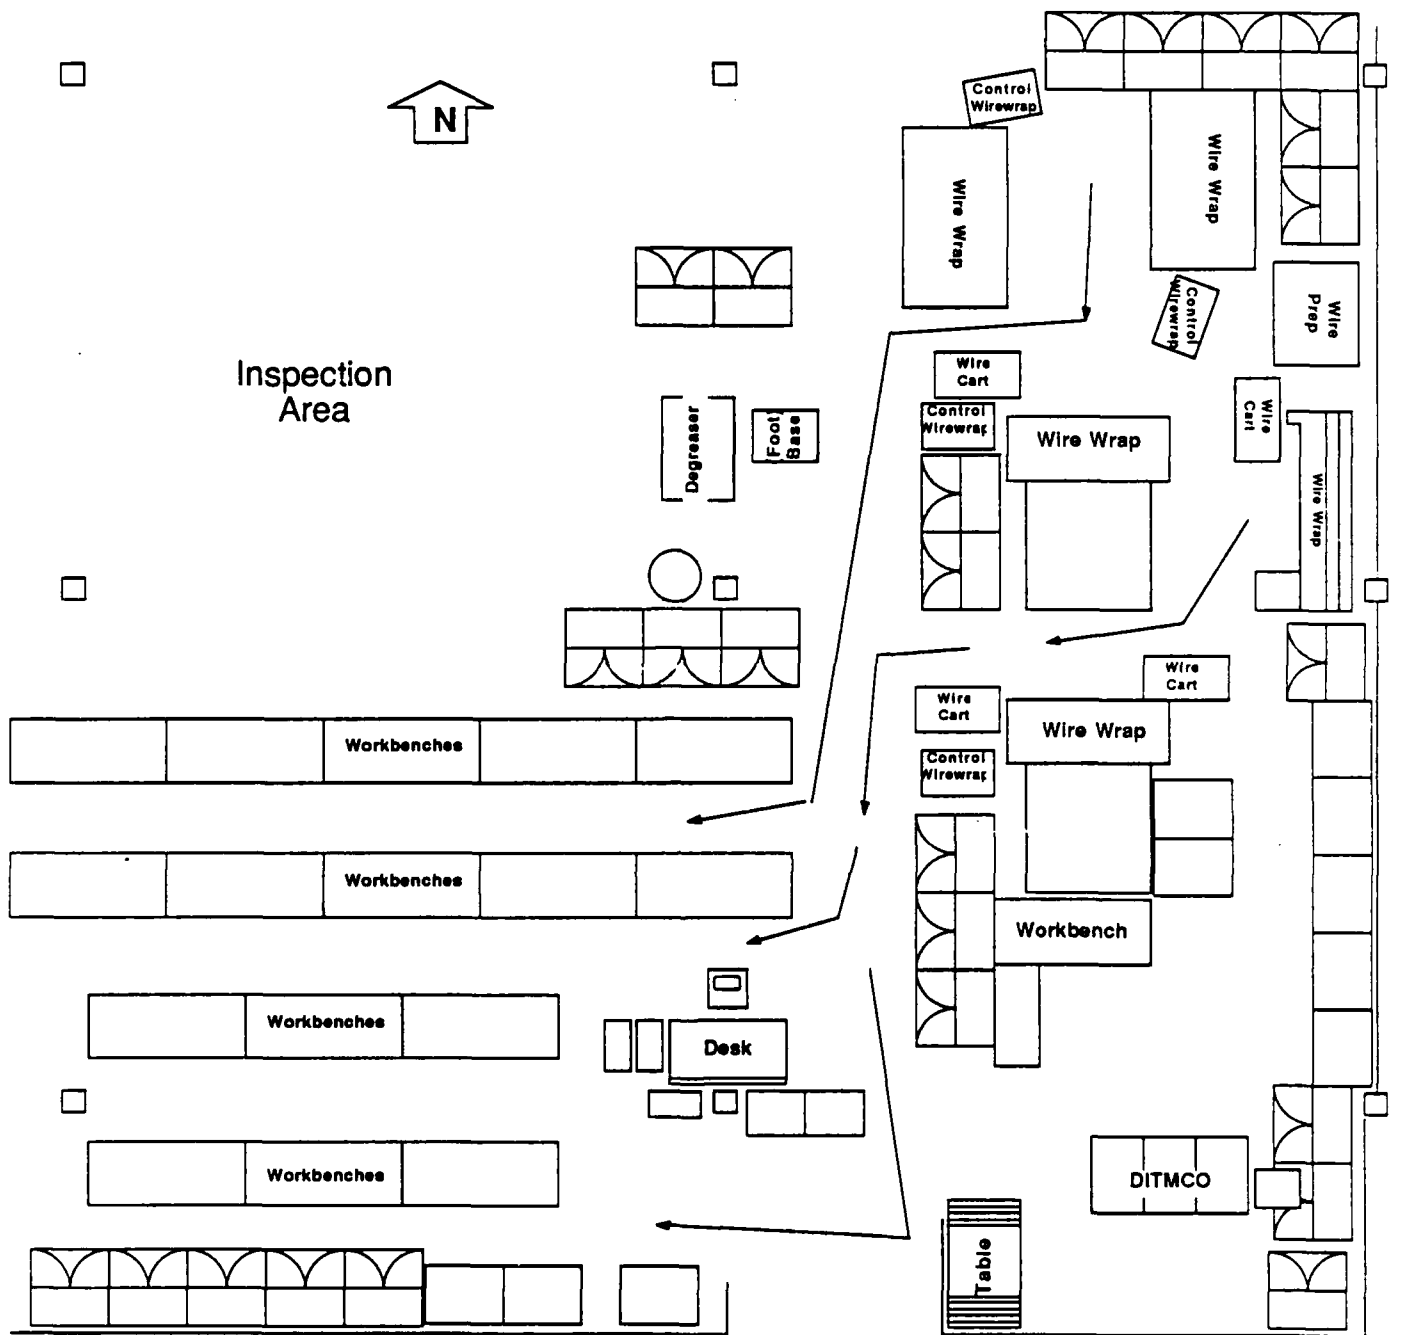 Control
Wirewrap
N
Wire Wrap
Wire Wrap
Control
Wirewrap
Wire
Prep
Inspection
Area
Wire
Cart
Wire
Cart
Control
Wirewrap
Degreaser
Foot
Base
Wire Wrap
Wire Wrap
Wire
Cart
Wire
Cart
Workbenches
Wire Wrap
Control
Wirewrap
Workbenches
Workbench
Workbenches
Desk
Workbenches
DITMCO
Table